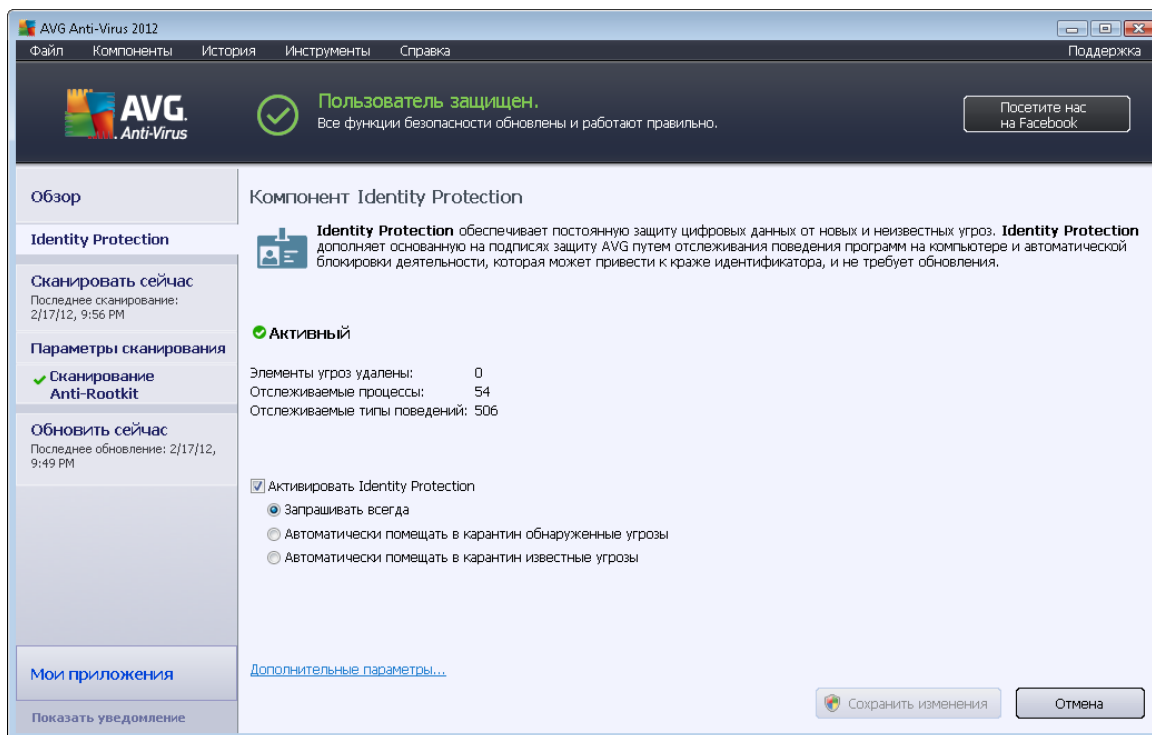 AVG Anti-Virus 2012
Файл Компоненты История Инструменты Справка Поддержка
AVG.
Anti-Virus
Пользователь защищен.
Все функции безопасности обновлены и работают правильно.
Посетите нас
на Facebook
Обзор
Identity Protection
Сканировать сейчас
Последнее сканирование:
2/17/12, 9:56 PM
Параметры сканирования
Сканирование
Anti-Rootkit
Обновить сейчас
Последнее обновление: 2/17/12,
9:49 PM
Мои приложения
Показать уведомление
Компонент Identity Protection
Identity Protection обеспечивает постоянную защиту цифровых данных от новых и неизвестных угроз. Identity Protection
дополняет основанную на подписях защиту AVG путем отслеживания поведения программ на компьютере и автоматической
блокировки деятельности, которая может привести к краже идентификатора, и не требует обновления.
Активный
Элементы угроз удалены: 0
Отслеживаемые процессы: 54
Отслеживаемые типы поведений: 506
Активировать Identity Protection
Запрашивать всегда
Автоматически помещать в карантин обнаруженные угрозы
Автоматически помещать в карантин известные угрозы
Дополнительные параметры...
Сохранить изменения
Отмена